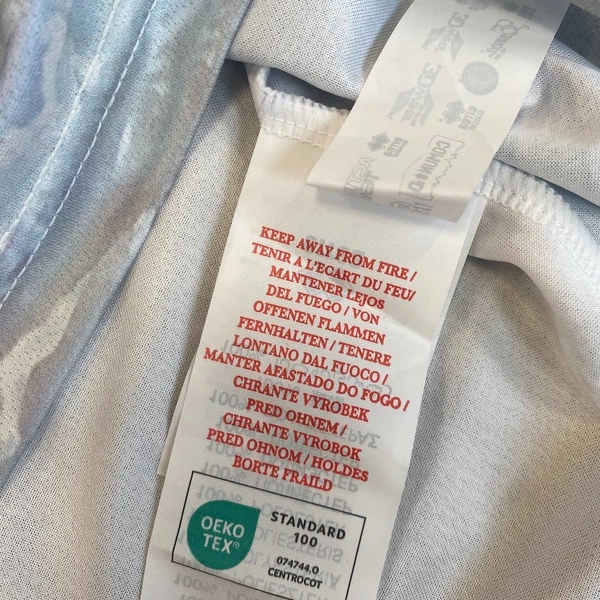 KEEP AWAY FROM FIRE /
TENIR A L'ECART DU FEU/
MANTENER LEJOS
DEL FUEGO / VON
OFFENEN FLAMMEN
FERNHALTEN / TENERE
LONTANO DAL FUOCO /
MANTER AFASTADO DO FOGO /
CHRANTE VYROBEK
PRED OHNEM /
CHRANTE VYROBOK
PRED OHNOM / HOLDES
BORTE FRAILD
OEKO
TEX®
STANDARD
100
074744.O
CENTROCOT